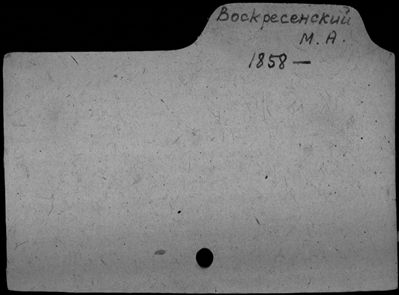 Воскресенский
М. А.
1858 —